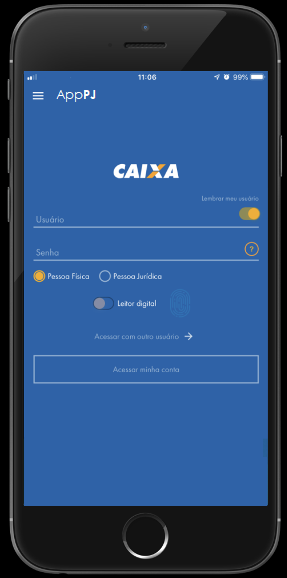 11:06
99%
AppPJ
CAIXA
Lembrar meu usuário
Usuário
Senha
?
Pessoa Física
Pessoa Jurídica
Leitor digital
Acessar com outro usuário →
Acessar minha conta